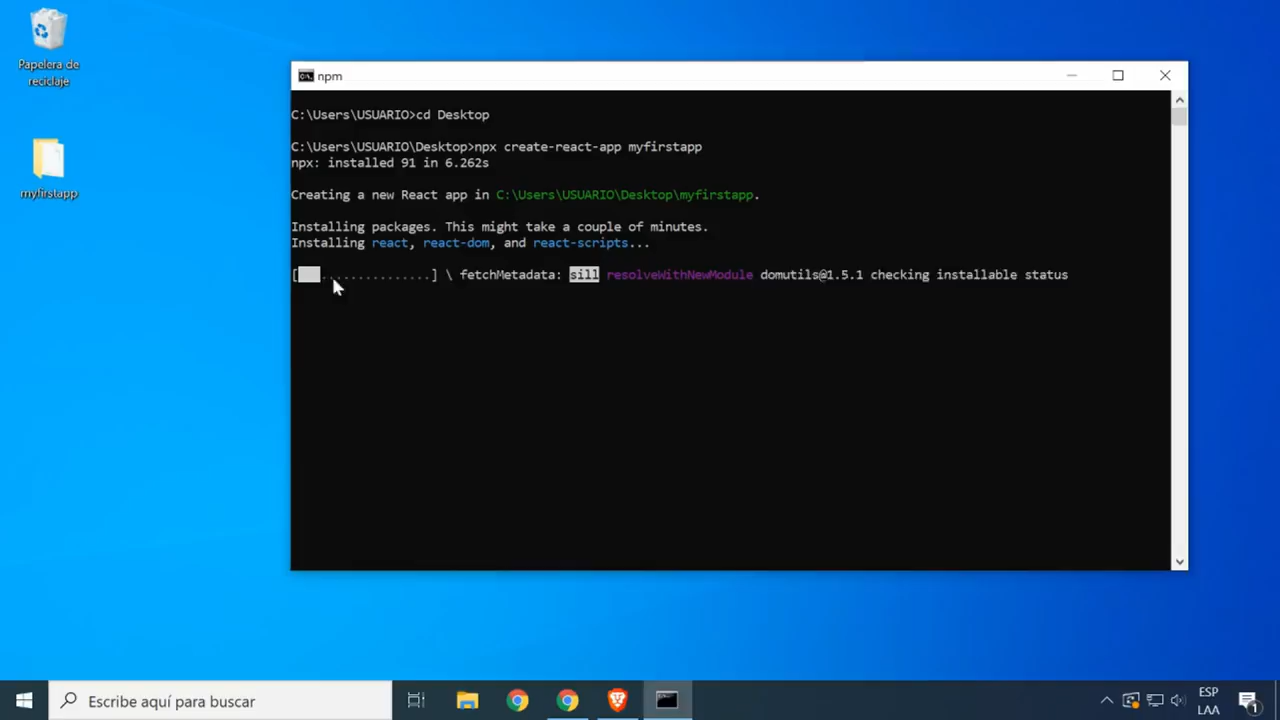 Papelera de
reciclaje
myfirstapp
npm
C:\Users\USUARIO>cd Desktop
C:\Users\USUARIO\Desktop>npx create-react-app myfirstapp
npx: installed 91 in 6.262s
Creating a new React app in C:\Users\USUARIO\Desktop\myfirstapp.
Installing packages. This might take a couple of minutes.
Installing react, react-dom, and react-scripts...
[  ...............] \ fetchMetadata: sill resolveWithNewModule domutils@1.5.1 checking installable status
Escribe aquí para buscar
ESP
LAA
1